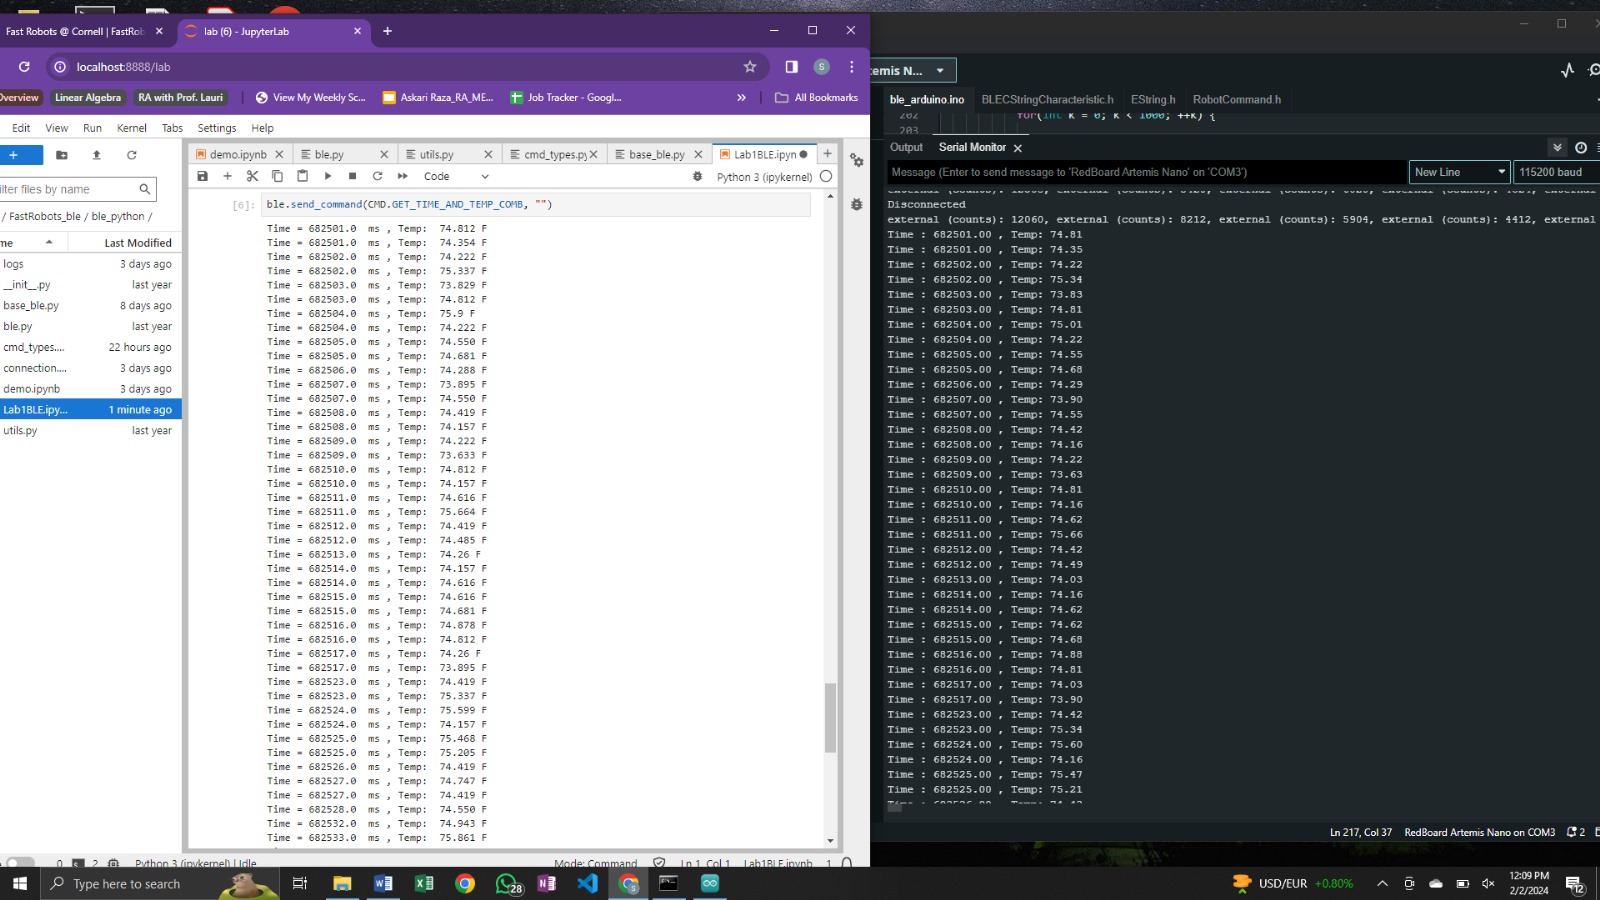 Fast Robots @ Cornell | FastRob
lab (6) - JupyterLab
localhost:8888/lab
S
Overview
Linear Algebra
RA with Prof. Lauri
View My Weekly Sc...
Askari Raza_RA_ME...
Job Tracker - Googl...
»
All Bookmarks
Edit View Run Kernel Tabs Settings Help
filter files by name
/ FastRobots_ble / ble_python /
me Last Modified
logs 3 days ago
__init__.py last year
base_ble.py 8 days ago
ble.py last year
cmd_types.... 22 hours ago
connection.... 3 days ago
demo.ipynb 3 days ago
Lab1BLE.ipy... 1 minute ago
utils.py last year
demo.ipynb
ble.py
utils.py
cmd_types.py
base_ble.py
Lab1BLE.ipyn
Code
Python 3 (ipykernel)
[6]: ble.send_command(CMD.GET_TIME_AND_TEMP_COMB, "")
Time = 682501.0 ms , Temp: 74.812 F
Time = 682501.0 ms , Temp: 74.354 F
Time = 682502.0 ms , Temp: 74.222 F
Time = 682502.0 ms , Temp: 75.337 F
Time = 682503.0 ms , Temp: 73.829 F
Time = 682503.0 ms , Temp: 74.812 F
Time = 682504.0 ms , Temp: 75.9 F
Time = 682504.0 ms , Temp: 74.222 F
Time = 682505.0 ms , Temp: 74.550 F
Time = 682505.0 ms , Temp: 74.681 F
Time = 682506.0 ms , Temp: 74.288 F
Time = 682507.0 ms , Temp: 73.895 F
Time = 682507.0 ms , Temp: 74.550 F
Time = 682508.0 ms , Temp: 74.419 F
Time = 682508.0 ms , Temp: 74.157 F
Time = 682509.0 ms , Temp: 74.222 F
Time = 682509.0 ms , Temp: 73.633 F
Time = 682510.0 ms , Temp: 74.812 F
Time = 682510.0 ms , Temp: 74.157 F
Time = 682511.0 ms , Temp: 74.616 F
Time = 682511.0 ms , Temp: 75.664 F
Time = 682512.0 ms , Temp: 74.419 F
Time = 682512.0 ms , Temp: 74.485 F
Time = 682513.0 ms , Temp: 74.26 F
Time = 682514.0 ms , Temp: 74.157 F
Time = 682514.0 ms , Temp: 74.616 F
Time = 682515.0 ms , Temp: 74.616 F
Time = 682515.0 ms , Temp: 74.681 F
Time = 682516.0 ms , Temp: 74.878 F
Time = 682516.0 ms , Temp: 74.812 F
Time = 682517.0 ms , Temp: 74.26 F
Time = 682517.0 ms , Temp: 73.895 F
Time = 682523.0 ms , Temp: 74.419 F
Time = 682523.0 ms , Temp: 75.337 F
Time = 682524.0 ms , Temp: 75.599 F
Time = 682524.0 ms , Temp: 74.157 F
Time = 682525.0 ms , Temp: 75.468 F
Time = 682525.0 ms , Temp: 75.205 F
Time = 682526.0 ms , Temp: 74.419 F
Time = 682527.0 ms , Temp: 74.747 F
Time = 682527.0 ms , Temp: 74.419 F
Time = 682528.0 ms , Temp: 74.550 F
Time = 682532.0 ms , Temp: 74.943 F
Time = 682533.0 ms , Temp: 75.861 F
0 2 Python 3 (ipykernel) | Idle
Mode: Command Ln 1, Col 1 Lab1BLE.ipynb 1
temis N...
ble_arduino.ino BLECStringCharacteristic.h EString.h RobotCommand.h
202 for(int k = 0; k < 1000; ++k) {
203
Output Serial Monitor
Message (Enter to send message to 'RedBoard Artemis Nano' on 'COM3')
New Line
115200 baud
Disconnected
external (counts): 12060, external (counts): 8212, external (counts): 5904, external (counts): 4412, external
Time : 682501.00 , Temp: 74.81
Time : 682501.00 , Temp: 74.35
Time : 682502.00 , Temp: 74.22
Time : 682502.00 , Temp: 75.34
Time : 682503.00 , Temp: 73.83
Time : 682503.00 , Temp: 74.81
Time : 682504.00 , Temp: 75.01
Time : 682504.00 , Temp: 74.22
Time : 682505.00 , Temp: 74.55
Time : 682505.00 , Temp: 74.68
Time : 682506.00 , Temp: 74.29
Time : 682507.00 , Temp: 73.90
Time : 682507.00 , Temp: 74.55
Time : 682508.00 , Temp: 74.42
Time : 682508.00 , Temp: 74.16
Time : 682509.00 , Temp: 74.22
Time : 682509.00 , Temp: 73.63
Time : 682510.00 , Temp: 74.81
Time : 682510.00 , Temp: 74.16
Time : 682511.00 , Temp: 74.62
Time : 682511.00 , Temp: 75.66
Time : 682512.00 , Temp: 74.42
Time : 682512.00 , Temp: 74.49
Time : 682513.00 , Temp: 74.03
Time : 682514.00 , Temp: 74.16
Time : 682514.00 , Temp: 74.62
Time : 682515.00 , Temp: 74.62
Time : 682515.00 , Temp: 74.68
Time : 682516.00 , Temp: 74.88
Time : 682516.00 , Temp: 74.81
Time : 682517.00 , Temp: 74.03
Time : 682517.00 , Temp: 73.90
Time : 682523.00 , Temp: 74.42
Time : 682523.00 , Temp: 75.34
Time : 682524.00 , Temp: 75.60
Time : 682524.00 , Temp: 74.16
Time : 682525.00 , Temp: 75.47
Time : 682525.00 , Temp: 75.21
Ln 217, Col 37 RedBoard Artemis Nano on COM3 2
Type here to search
28
USD/EUR +0.80%
12:09 PM
2/2/2024
12